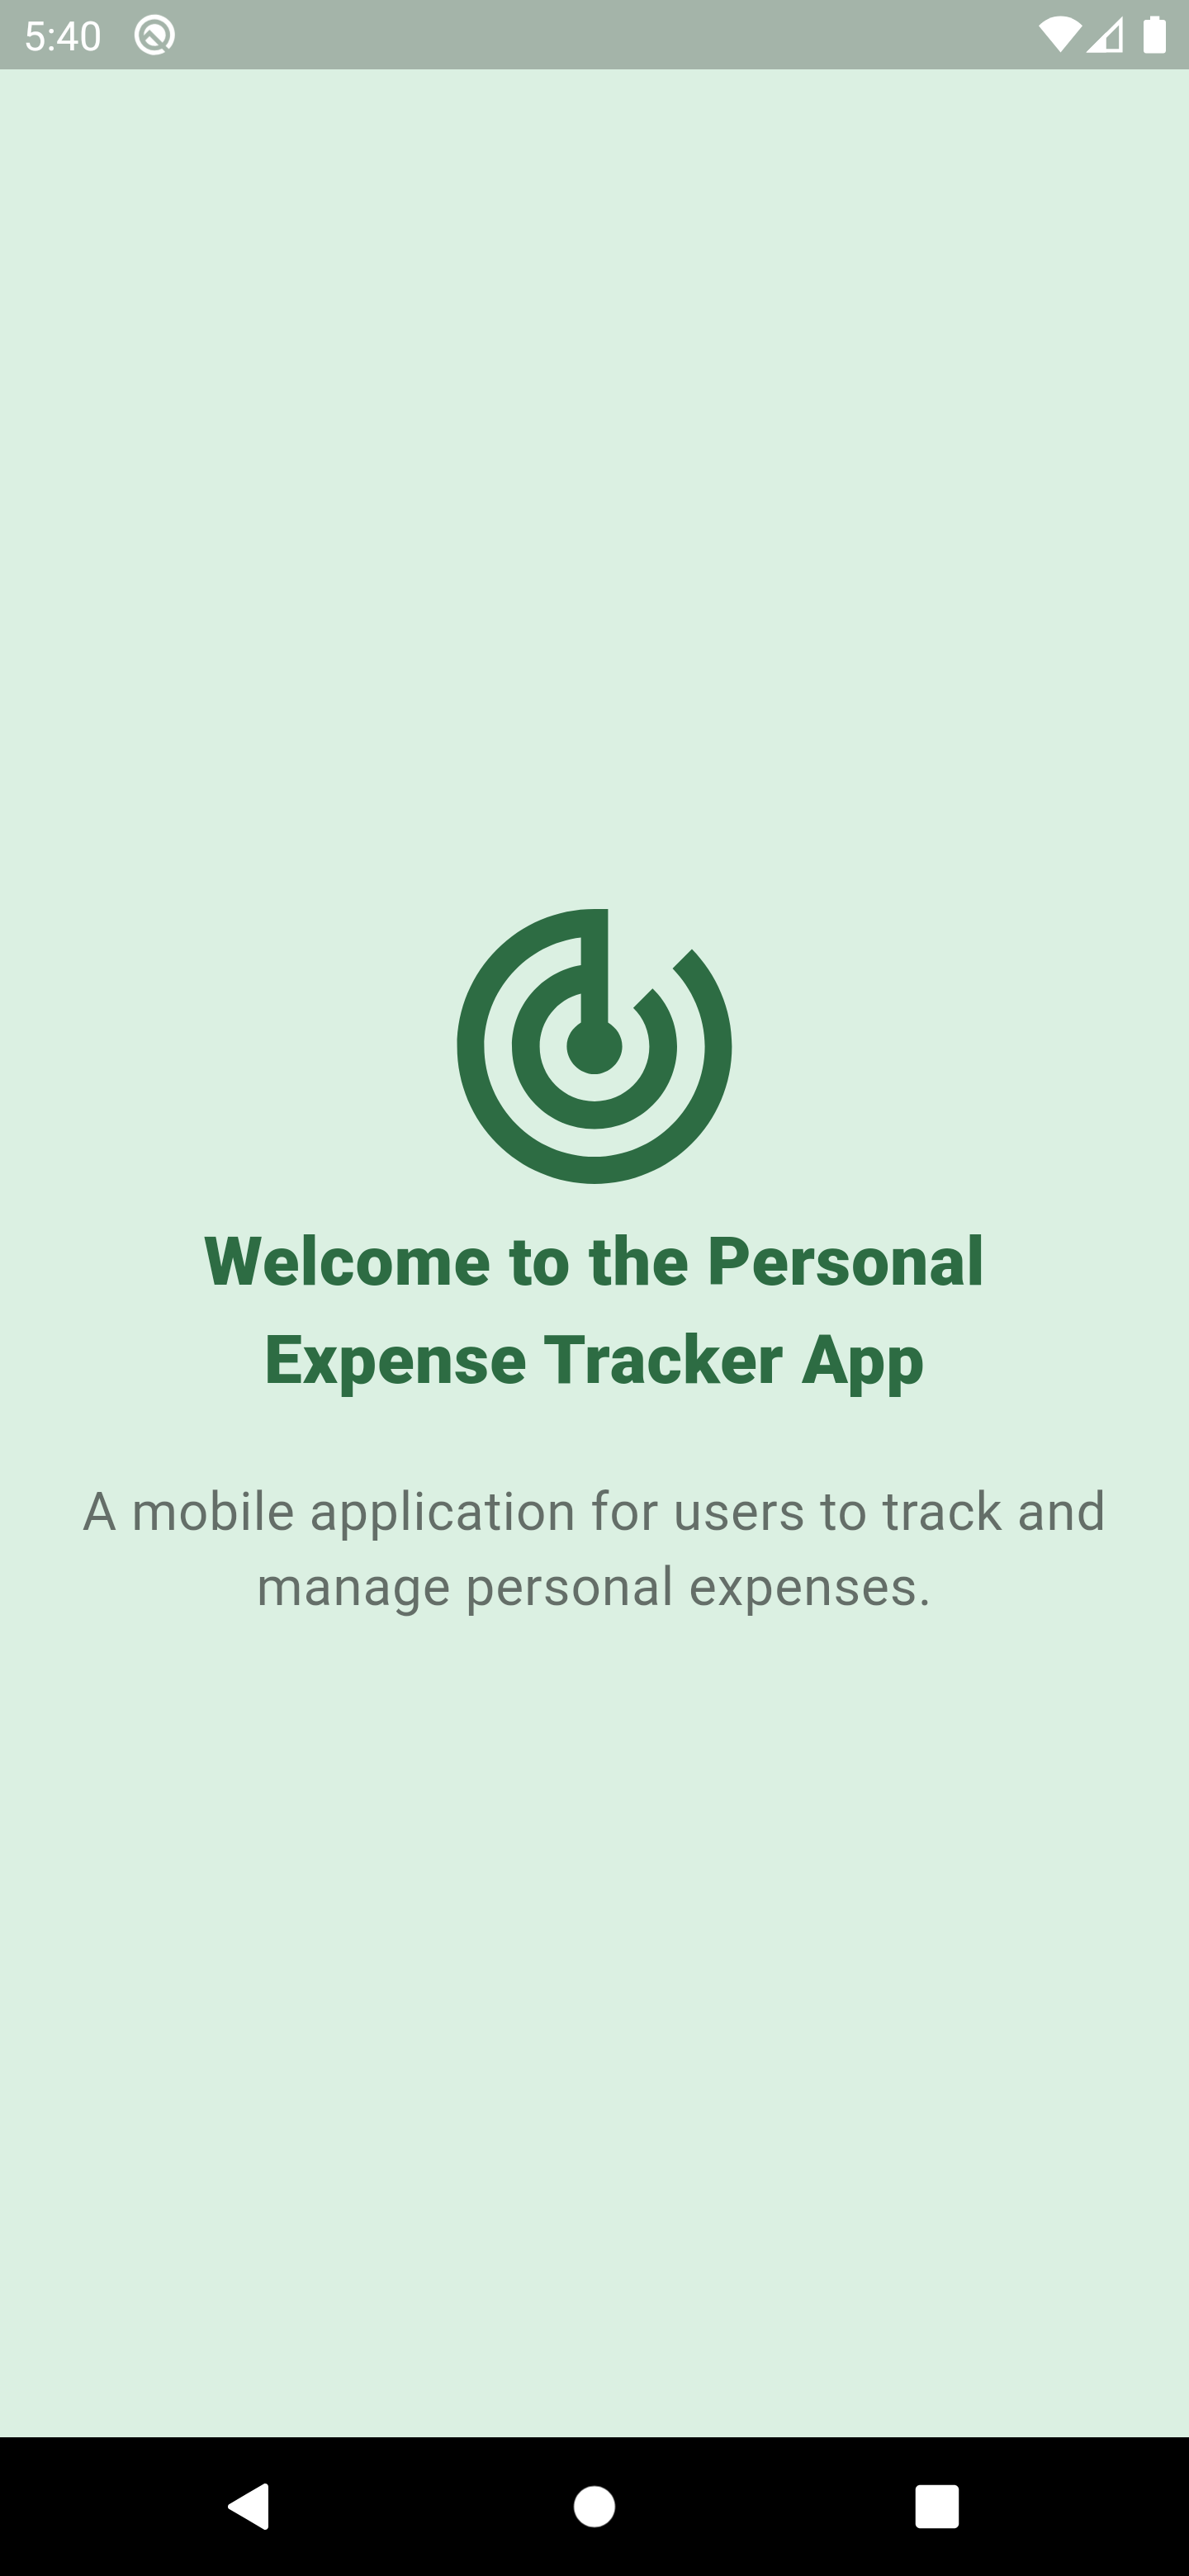 5:40
Welcome to the Personal
Expense Tracker App
A mobile application for users to track and
manage personal expenses.